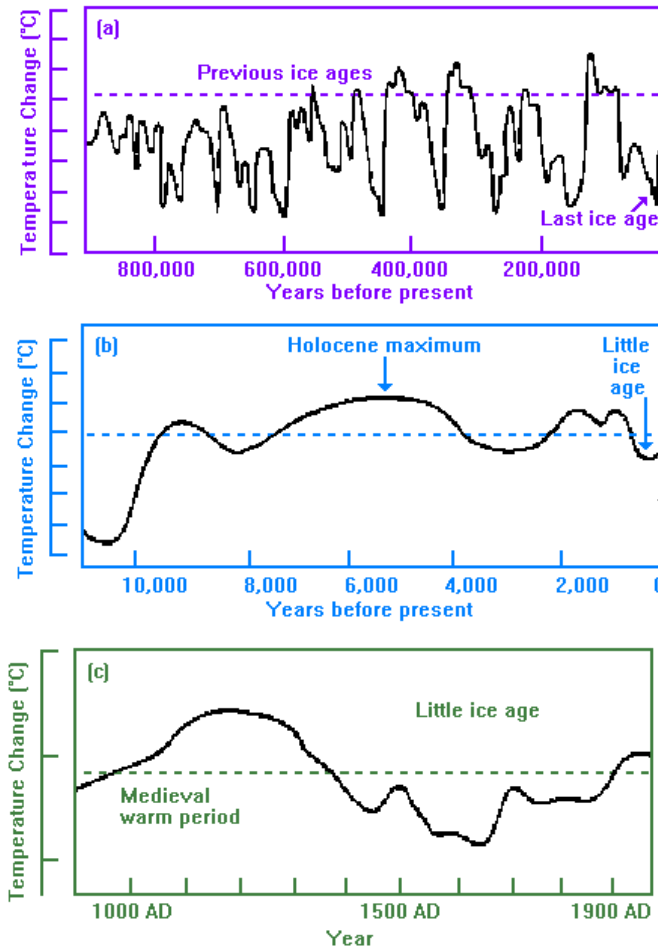 (a)
Temperature Change (°C)
Previous ice ages
Last ice age
800,000 600,000 400,000 200,000
Years before present
(b)
Temperature Change (°C)
Holocene maximum
Little
ice
age
10,000 8,000 6,000 4,000 2,000 0
Years before present
(c)
Temperature Change (°C)
Little ice age
Medieval
warm period
1000 AD 1500 AD 1900 AD
Year